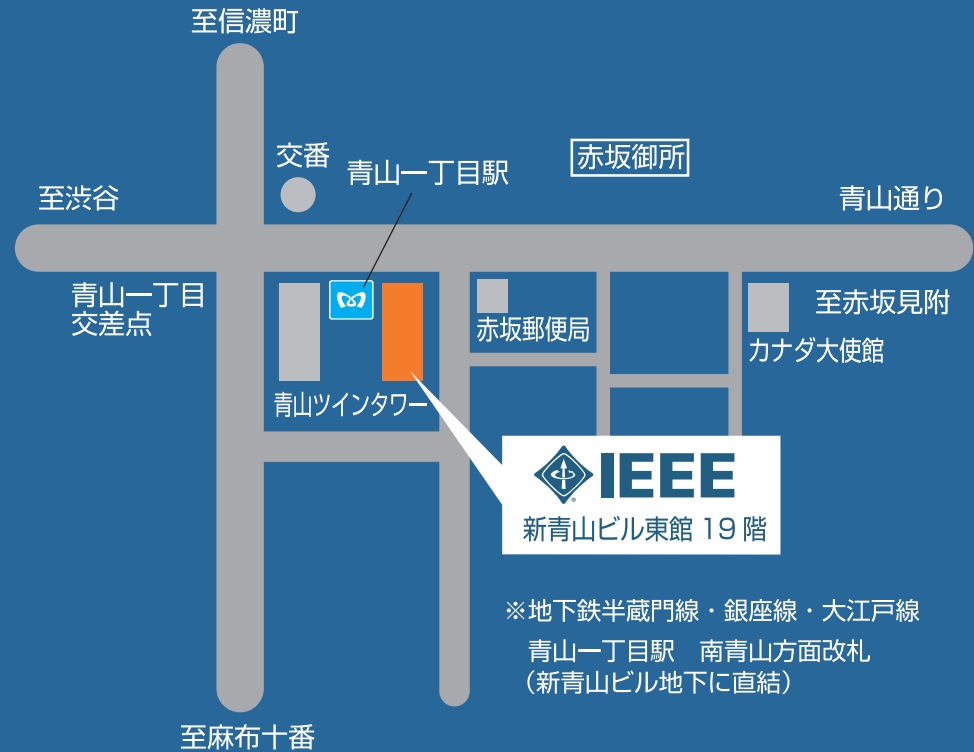 至信濃町
交番
青山一丁目駅
赤坂御所
至渋谷
青山通り
青山一丁目
交差点
赤坂郵便局
至赤坂見附
カナダ大使館
青山ツインタワー
IEEE
新青山ビル東館 19 階
※地下鉄半蔵門線・銀座線・大江戸線
青山一丁目駅　南青山方面改札
（新青山ビル地下に直結）
至麻布十番